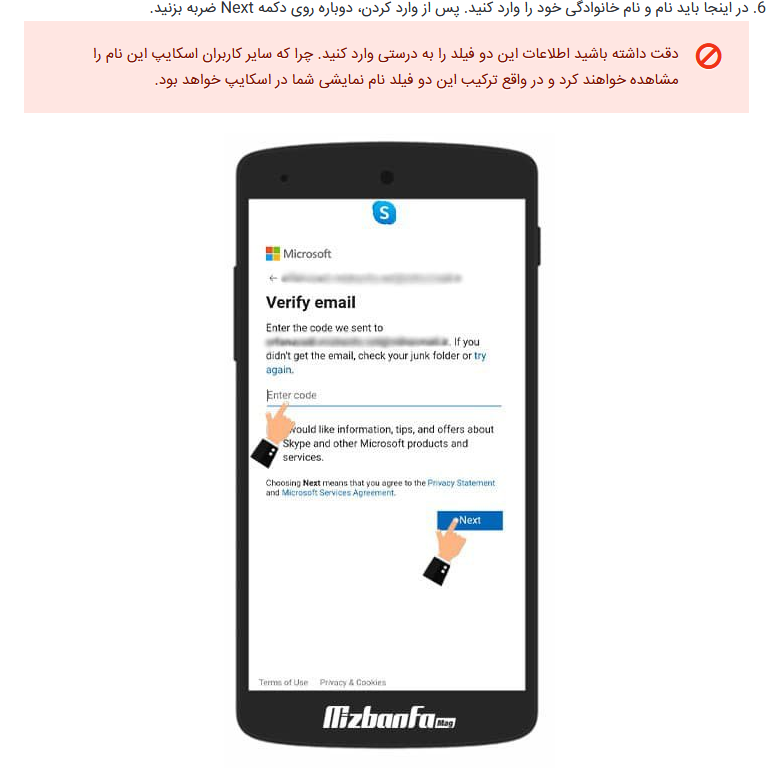 6. در اینجا باید نام و نام خانوادگی خود را وارد کنید. پس از وارد کردن، دوباره روی دکمه Next ضربه بزنید.
دقت داشته باشید اطلاعات این دو فیلد را به درستی وارد کنید. چرا که سایر کاربران اسکایپ این نام را
مشاهده خواهند کرد و در واقع ترکیب این دو فیلد نام نمایشی شما در اسکایپ خواهد بود.
S
Microsoft
Verify email
Enter the code we sent to
. If you
didn't get the email, check your junk folder or try
again.
Enter code
would like information, tips, and offers about
Skype and other Microsoft products and
services.
Choosing Next means that you agree to the Privacy Statement
and Microsoft Services Agreement.
Next
Terms of Use Privacy & Cookies
MizbanFa Mag